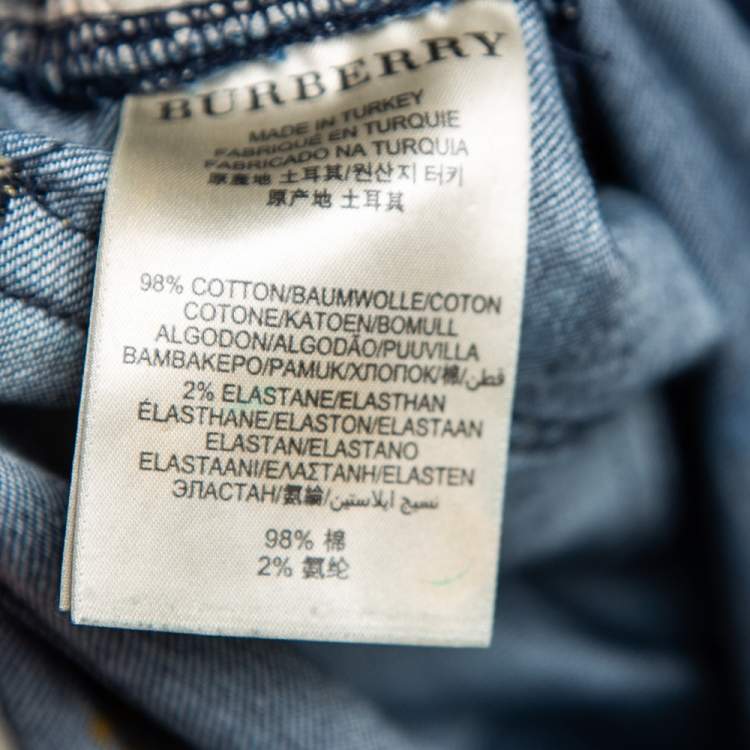 BURBERRY
MADE IN TURKEY
FABRIQUÉ EN TURQUIE
FABRICADO NA TURQUIA
原產地 土耳其/원산지 터키
原产地 土耳其
98% COTTON/BAUMWOLLE/COTON
COTONE/KATOEN/BOMULL
ALGODON/ALGODÃO/PUUVILLA
ΒΑΜΒΑΚΕΡΟ/PAMUK/ХЛОПОК/棉/قطن
2% ELASTANE/ELASTHAN
ÉLASTHANE/ELASTON/ELASTAAN
ELASTAN/ELASTANO
ELASTAANI/ΕΛΑΣΤΑΝΗ/ELASTEN
ЭЛАСТАН/氨綸/نسيج ايلاستين
98% 棉
2% 氨纶